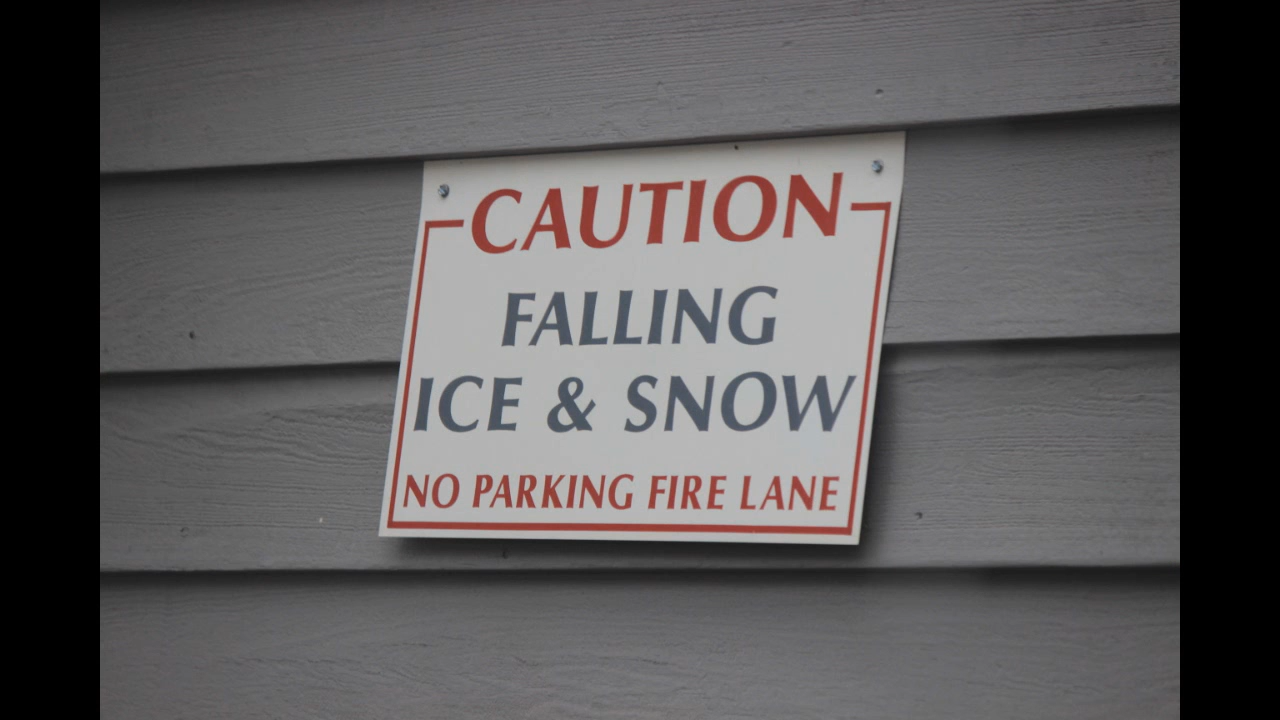 CAUTION
FALLING
ICE & SNOW
NO PARKING FIRE LANE